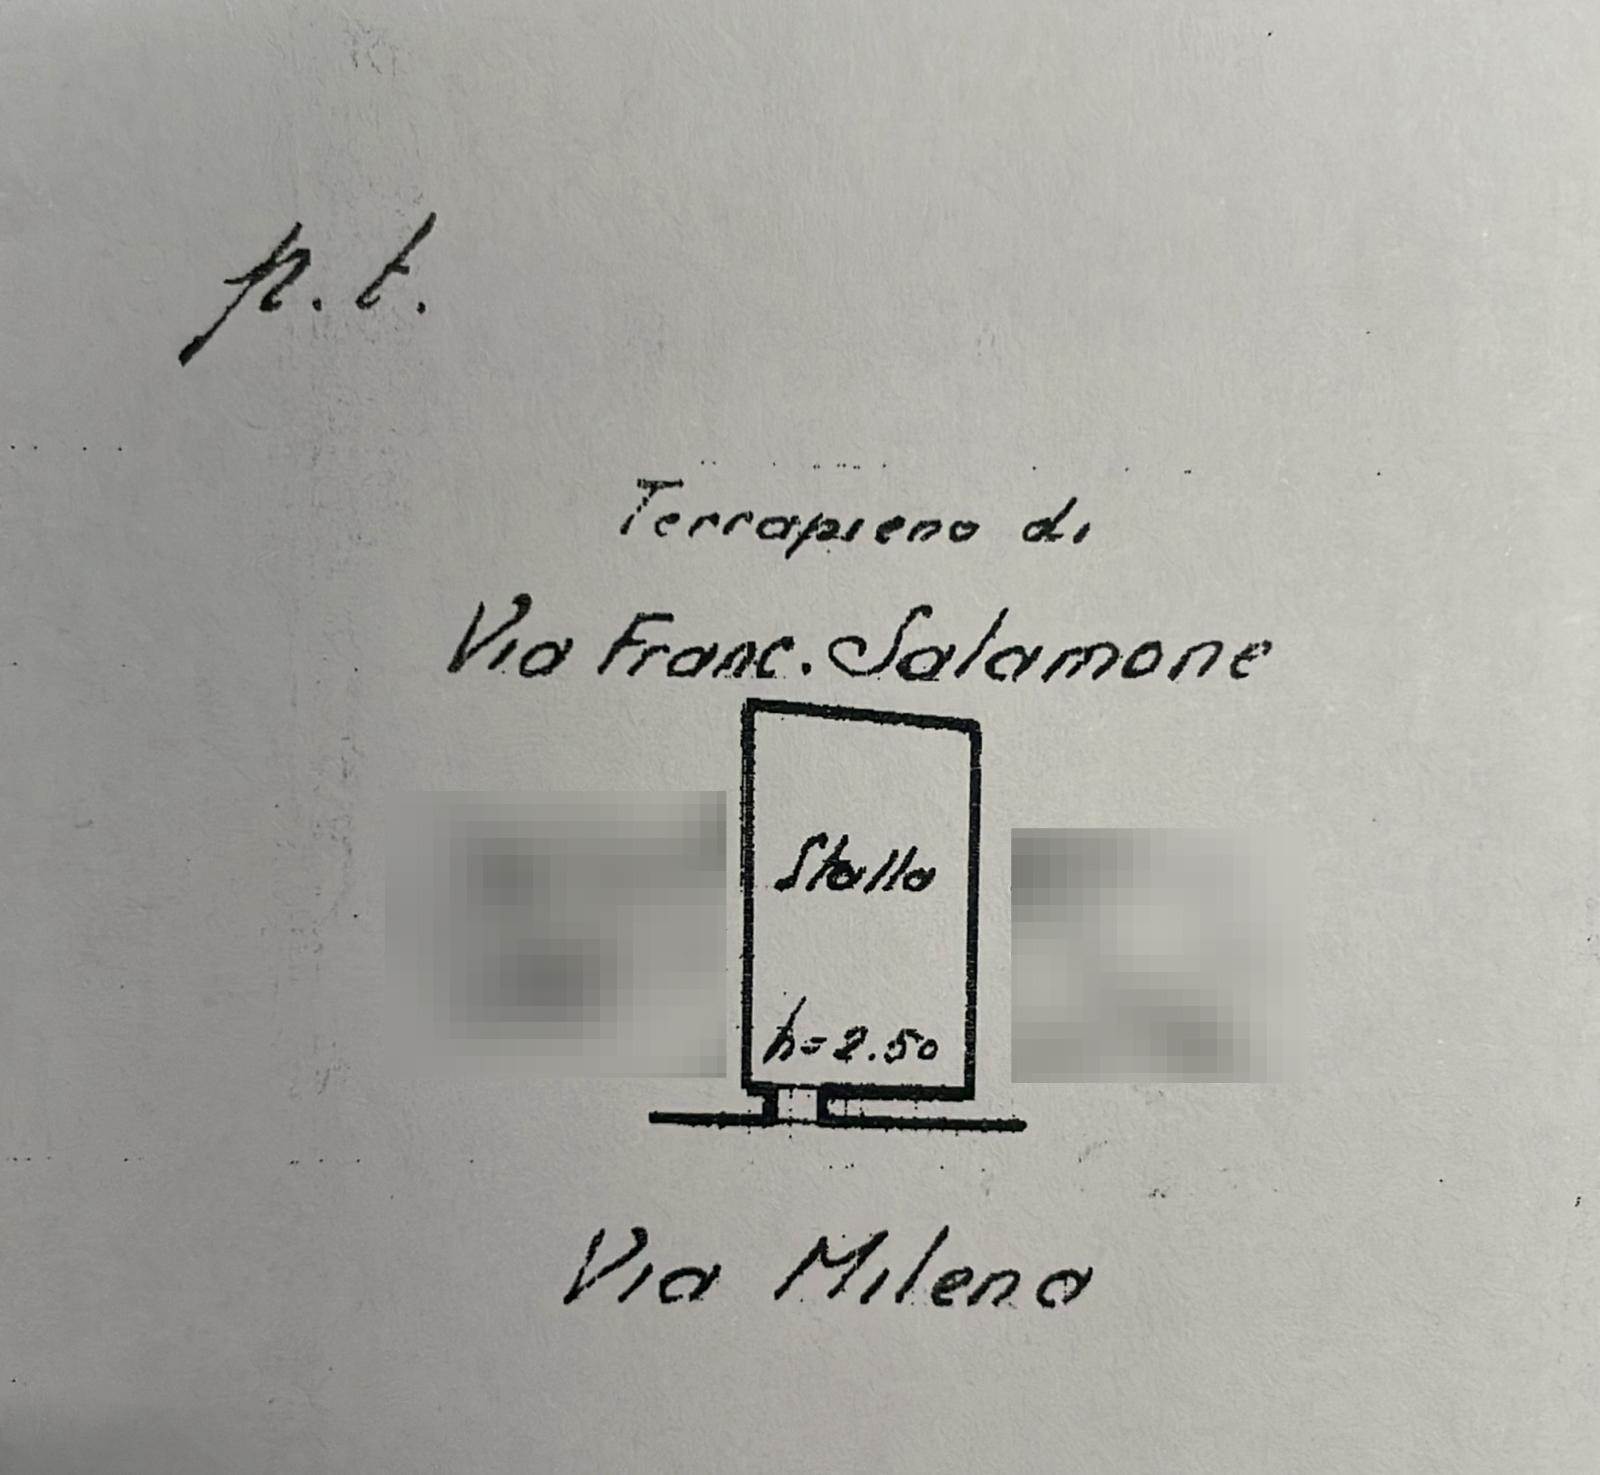 p.t.
Terrapieno di
Via Franc. Salamone
Stalla
h=2.50
Via Milena